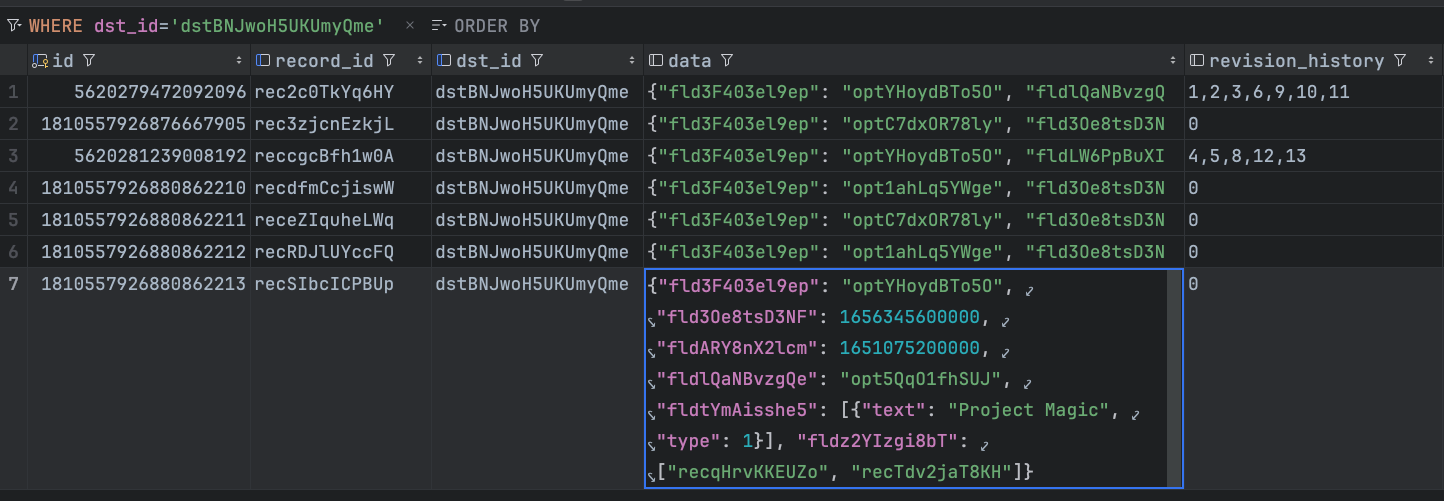 WHERE dst_id='dstBNJwoH5UKUmyQme' × ORDER BY
id record_id dst_id data revision_history
1 5620279472092096 rec2c0TkYq6HY dstBNJwoH5UKUmyQme {"fld3F403el9ep": "optYHoydBTo5O", "fldlQaNBvzgQ 1,2,3,6,9,10,11
2 1810557926876667905 rec3zjcnEzkjL dstBNJwoH5UKUmyQme {"fld3F403el9ep": "optC7dxOR78ly", "fld3Oe8tsD3N 0
3 5620281239008192 reccgcBfh1w0A dstBNJwoH5UKUmyQme {"fld3F403el9ep": "optYHoydBTo5O", "fldLW6PpBuXI 4,5,8,12,13
4 1810557926880862210 recdfmCcjiswW dstBNJwoH5UKUmyQme {"fld3F403el9ep": "opt1ahLq5YWge", "fld3Oe8tsD3N 0
5 1810557926880862211 receZIquheLWq dstBNJwoH5UKUmyQme {"fld3F403el9ep": "optC7dxOR78ly", "fld3Oe8tsD3N 0
6 1810557926880862212 recRDJlUYccFQ dstBNJwoH5UKUmyQme {"fld3F403el9ep": "opt1ahLq5YWge", "fld3Oe8tsD3N 0
7 1810557926880862213 recSIbcICPBUp dstBNJwoH5UKUmyQme {"fld3F403el9ep": "optYHoydBTo5O", 0
"fld3Oe8tsD3NF": 1656345600000,
"fldARY8nX2lcm": 1651075200000,
"fldlQaNBvzgQe": "opt5QqO1fhSUJ",
"fldtYmAisshe5": [{"text": "Project Magic",
"type": 1}], "fldz2YIzgi8bT":
["recqHrvKKEUZo", "recTdv2jaT8KH"]}